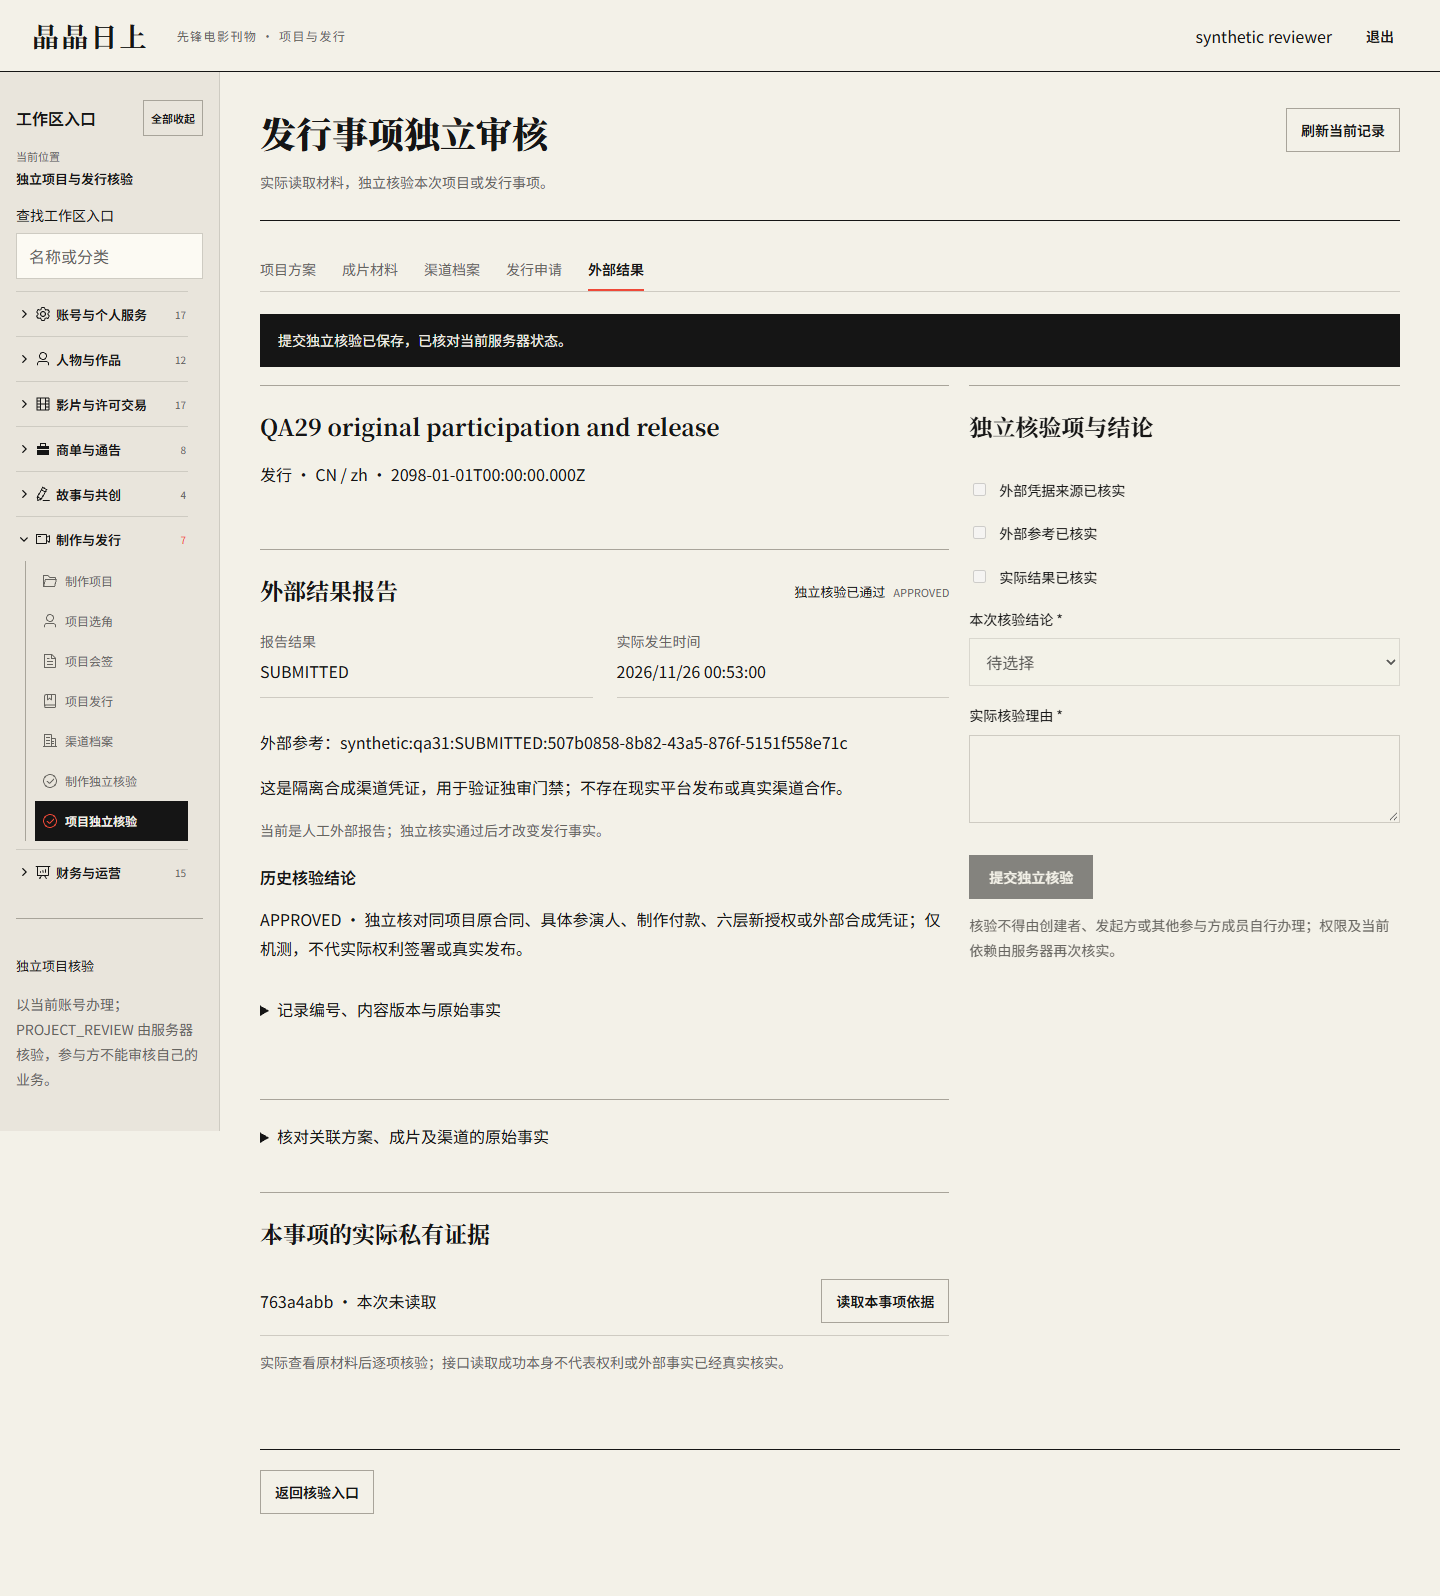 晶晶日上
先锋电影刊物 · 项目与发行
synthetic reviewer
退出
工作区入口
全部收起
当前位置
独立项目与发行核验
查找工作区入口
名称或分类
账号与个人服务 17
人物与作品 12
影片与许可交易 17
商单与通告 8
故事与共创 4
制作与发行 7
制作项目
项目选角
项目会签
项目发行
渠道档案
制作独立核验
项目独立核验
财务与运营 15
独立项目核验
以当前账号办理；
PROJECT_REVIEW 由服务器
核验，参与方不能审核自己的
业务。
发行事项独立审核
刷新当前记录
实际读取材料，独立核验本次项目或发行事项。
项目方案
成片材料
渠道档案
发行申请
外部结果
提交独立核验已保存，已核对当前服务器状态。
QA29 original participation and release
发行 · CN / zh · 2098-01-01T00:00:00.000Z
外部结果报告
独立核验已通过 APPROVED
报告结果
SUBMITTED
实际发生时间
2026/11/26 00:53:00
外部参考：synthetic:qa31:SUBMITTED:507b0858-8b82-43a5-876f-5151f558e71c
这是隔离合成渠道凭证，用于验证独审门禁；不存在现实平台发布或真实渠道合作。
当前是人工外部报告；独立核实通过后才改变发行事实。
历史核验结论
APPROVED · 独立核对同项目原合同、具体参演人、制作付款、六层新授权或外部合成凭证；仅
机测，不代实际权利签署或真实发布。
记录编号、内容版本与原始事实
核对关联方案、成片及渠道的原始事实
本事项的实际私有证据
763a4abb · 本次未读取
读取本事项依据
实际查看原材料后逐项核验；接口读取成功本身不代表权利或外部事实已经真实核实。
返回核验入口
独立核验项与结论
外部凭据来源已核实
外部参考已核实
实际结果已核实
本次核验结论 *
待选择
实际核验理由 *
提交独立核验
核验不得由创建者、发起方或其他参与方成员自行办理；权限及当前
依赖由服务器再次核实。